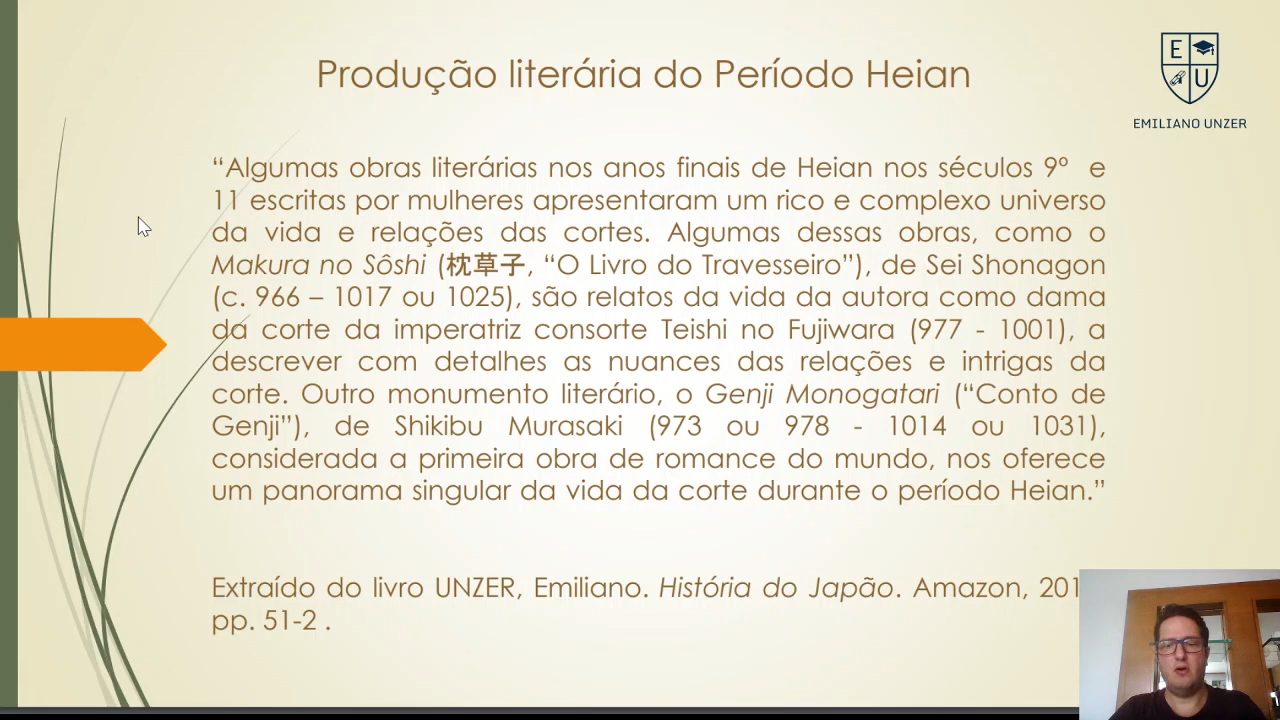 Produção literária do Período Heian
E U
EMILIANO UNZER
“Algumas obras literárias nos anos finais de Heian nos séculos 9º e
11 escritas por mulheres apresentaram um rico e complexo universo
da vida e relações das cortes. Algumas dessas obras, como o
Makura no Sôshi (枕草子, “O Livro do Travesseiro”), de Sei Shonagon
(c. 966 – 1017 ou 1025), são relatos da vida da autora como dama
da corte da imperatriz consorte Teishi no Fujiwara (977 - 1001), a
descrever com detalhes as nuances das relações e intrigas da
corte. Outro monumento literário, o Genji Monogatari (“Conto de
Genji”), de Shikibu Murasaki (973 ou 978 - 1014 ou 1031),
considerada a primeira obra de romance do mundo, nos oferece
um panorama singular da vida da corte durante o período Heian.”
Extraído do livro UNZER, Emiliano. História do Japão. Amazon,
pp. 51-2 .